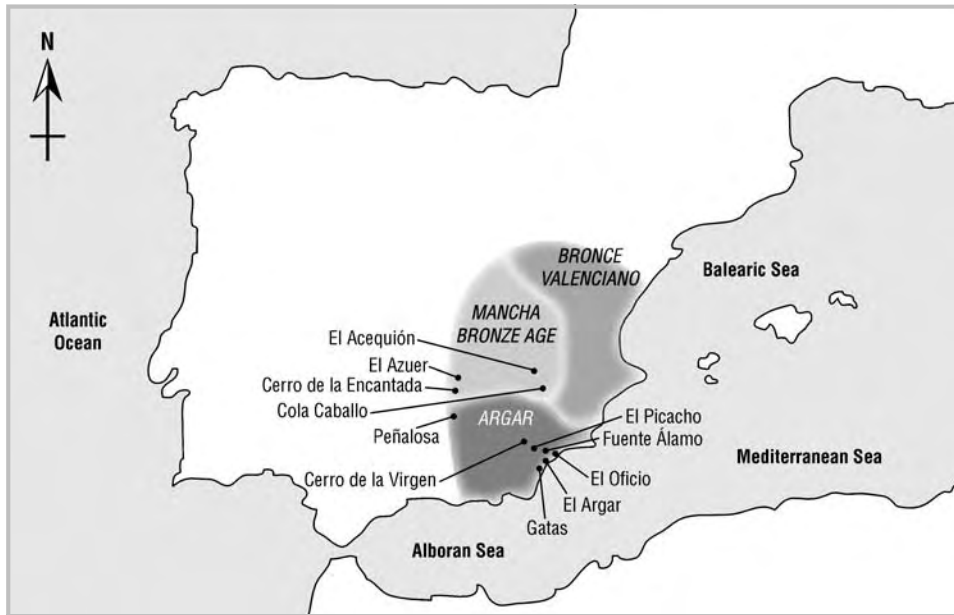 N
BRONCE
VALENCIANO
Balearic Sea
MANCHA
BRONZE AGE
Atlantic
Ocean
El Acequión
El Azuer
Cerro de la Encantada
Cola Caballo
ARGAR
Peñalosa
El Picacho
Fuente Álamo
Mediterranean Sea
Cerro de la Virgen
El Oficio
El Argar
Gatas
Alboran Sea